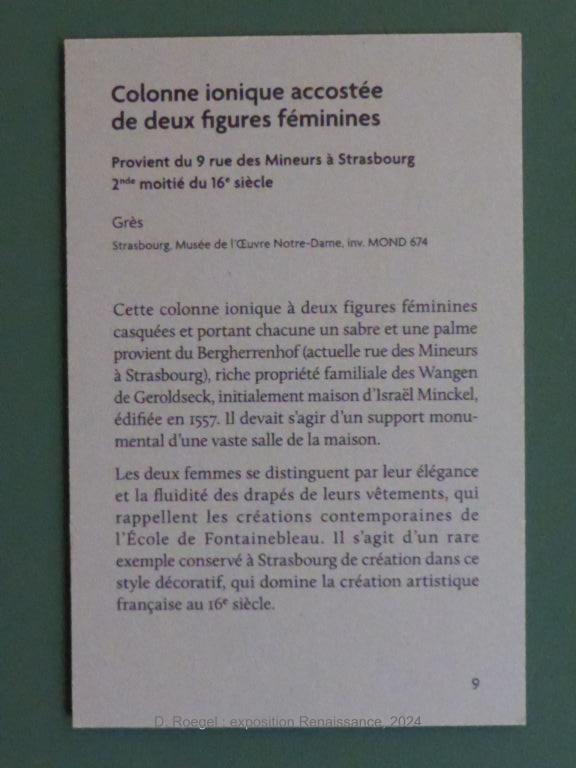 Colonne ionique accostée
de deux figures féminines
Provient du 9 rue des Mineurs à Strasbourg
2nde moitié du 16e siècle
Grès
Strasbourg, Musée de l'Œuvre Notre-Dame, inv. MOND 674
Cette colonne ionique à deux figures féminines
casquées et portant chacune un sabre et une palme
provient du Bergherrenhof (actuelle rue des Mineurs
à Strasbourg), riche propriété familiale des Wangen
de Geroldseck, initialement maison d'Israël Minckel,
édifiée en 1557. Il devait s'agir d'un support monu-
mental d'une vaste salle de la maison.
Les deux femmes se distinguent par leur élégance
et la fluidité des drapés de leurs vêtements, qui
rappellent les créations contemporaines de
l'École de Fontainebleau. Il s'agit d'un rare
exemple conservé à Strasbourg de création dans ce
style décoratif, qui domine la création artistique
française au 16e siècle.
9
D. Roegel : exposition Renaissance, 2024